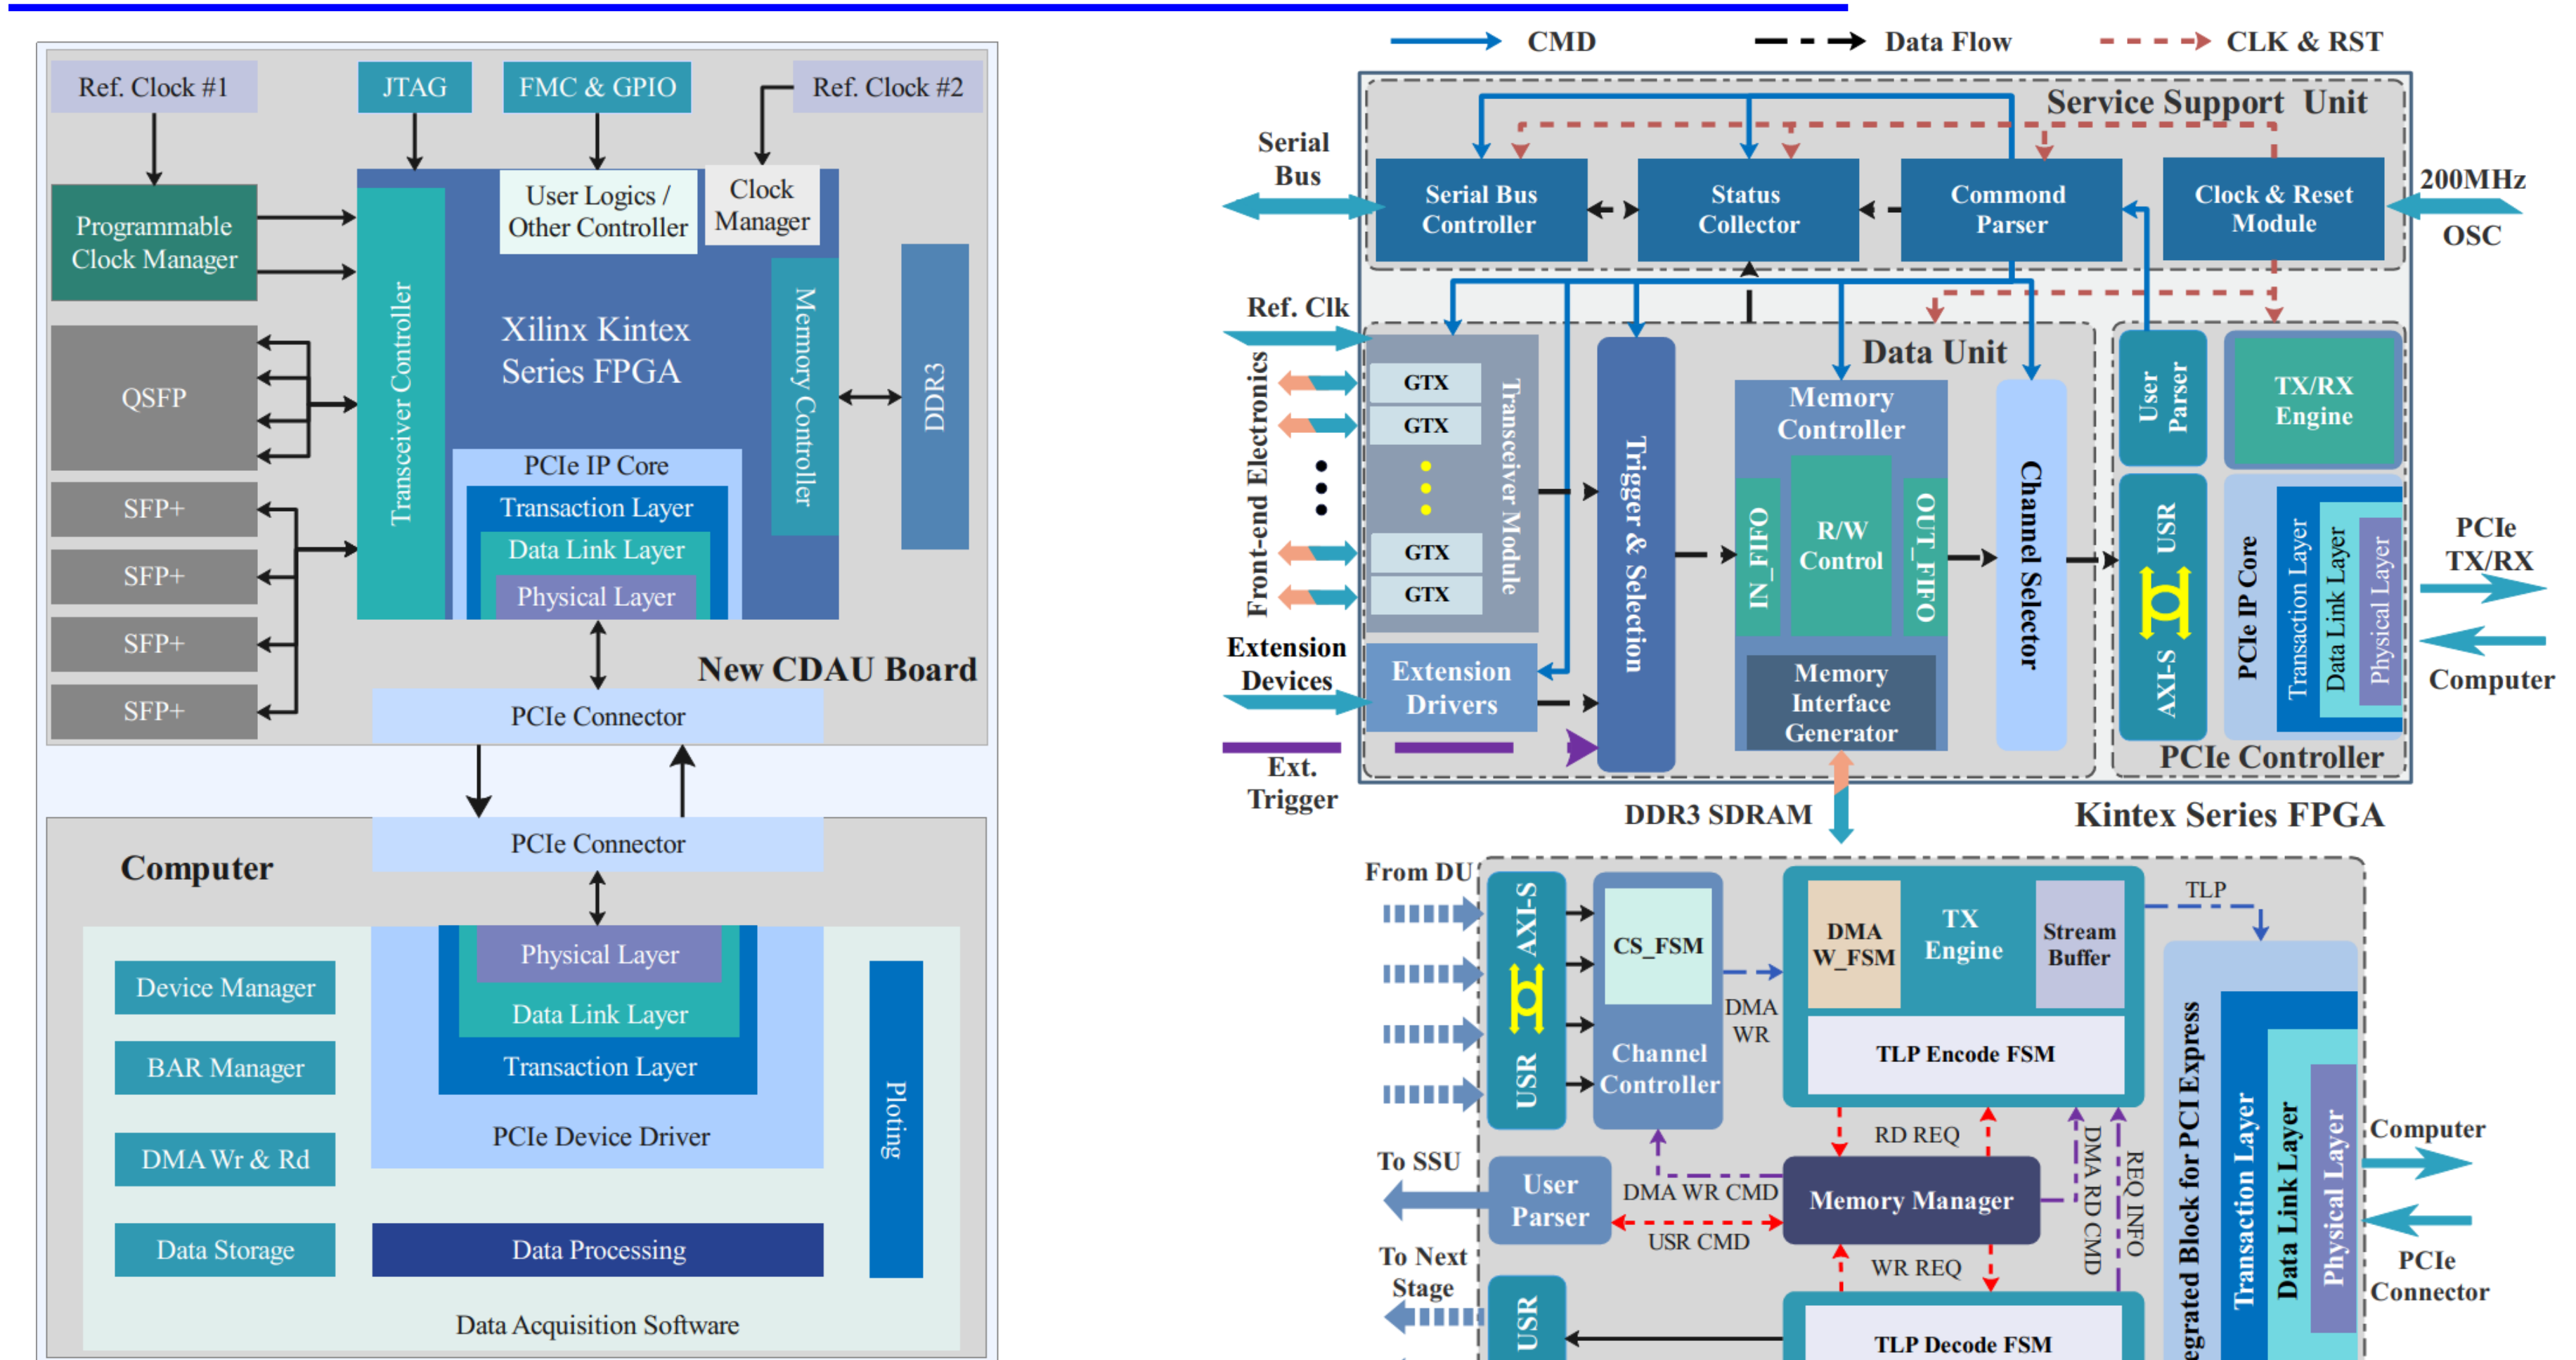 Ref. Clock #1
JTAG
FMC & GPIO
Ref. Clock #2
Programmable
Clock Manager
User Logics /
Other Controller
Clock
Manager
Transceiver Controller
Xilinx Kintex
Series FPGA
Mermory Controller
DDR3
QSFP
SFP+
SFP+
SFP+
SFP+
PCIe IP Core
Transaction Layer
Data Link Layer
Physical Layer
New CDAU Board
PCIe Connector
PCIe Connector
Computer
Physical Layer
Data Link Layer
Transaction Layer
PCIe Device Driver
Device Manager
BAR Manager
DMA Wr & Rd
Data Storage
Data Processing
Ploting
Data Acquisition Software
CMD
Data Flow
CLK & RST
Service Support Unit
Serial
Bus
Serial Bus
Controller
Status
Collector
Commond
Parser
Clock & Reset
Module
200MHz
OSC
Ref. Clk
Front-end Electronics
GTX
GTX
GTX
GTX
Transceiver Module
Extension
Devices
Extension
Drivers
Ext.
Trigger
Trigger & Selection
Data Unit
Memory
Controller
IN_FIFO
R/W
Control
OUT_FIFO
Memory
Interface
Generator
Channel Selector
DDR3 SDRAM
User
Parser
TX/RX
Engine
AXI-S USR
PCIe IP Core
Transaction Layer
Data Link Layer
Physical Layer
PCIe Controller
PCIe
TX/RX
Computer
Kintex Series FPGA
From DU
USR AXI-S
CS_FSM
Channel
Controller
DMA
WR
DMA
W_FSM
TX
Engine
Stream
Buffer
TLP Encode FSM
TLP
RD REQ
To SSU
User
Parser
DMA WR CMD
USR CMD
Memory Manager
DMA RD CMD
REQ INFO
WR REQ
To Next
Stage
USR
TLP Decode FSM
egrated Block for PCI Express
Transaction Layer
Data Link Layer
Physical Layer
Computer
PCIe
Connector